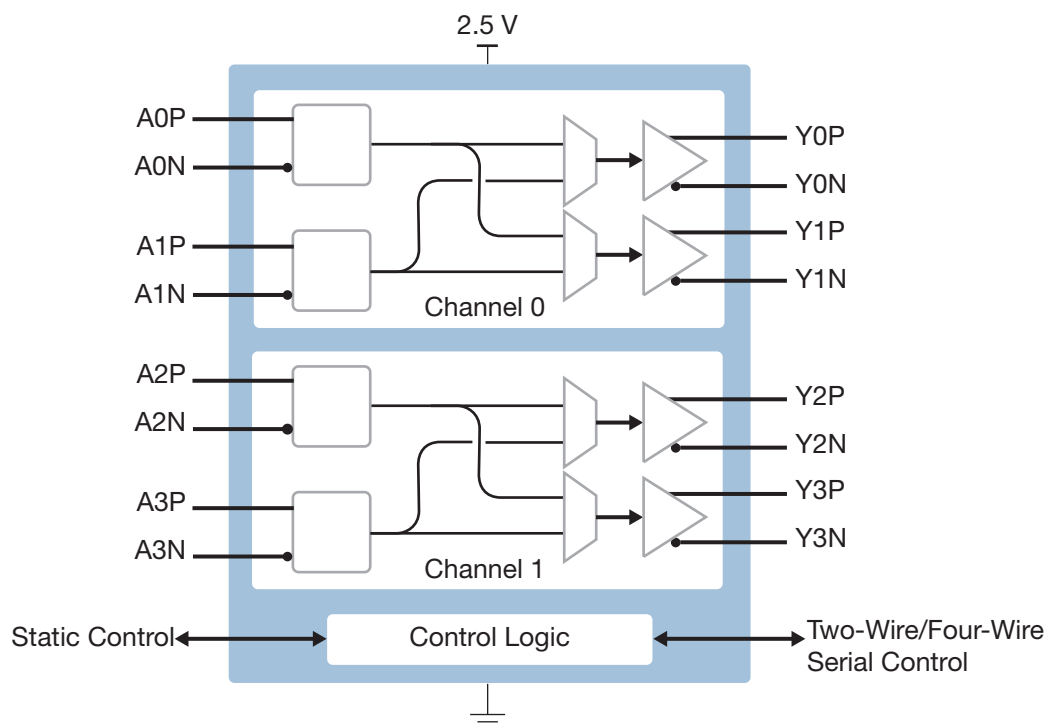 2.5 V
A0P
A0N
Y0P
Y0N
A1P
A1N
Y1P
Y1N
Channel 0
A2P
A2N
Y2P
Y2N
A3P
A3N
Y3P
Y3N
Channel 1
Static Control
Control Logic
Two-Wire/Four-Wire
Serial Control